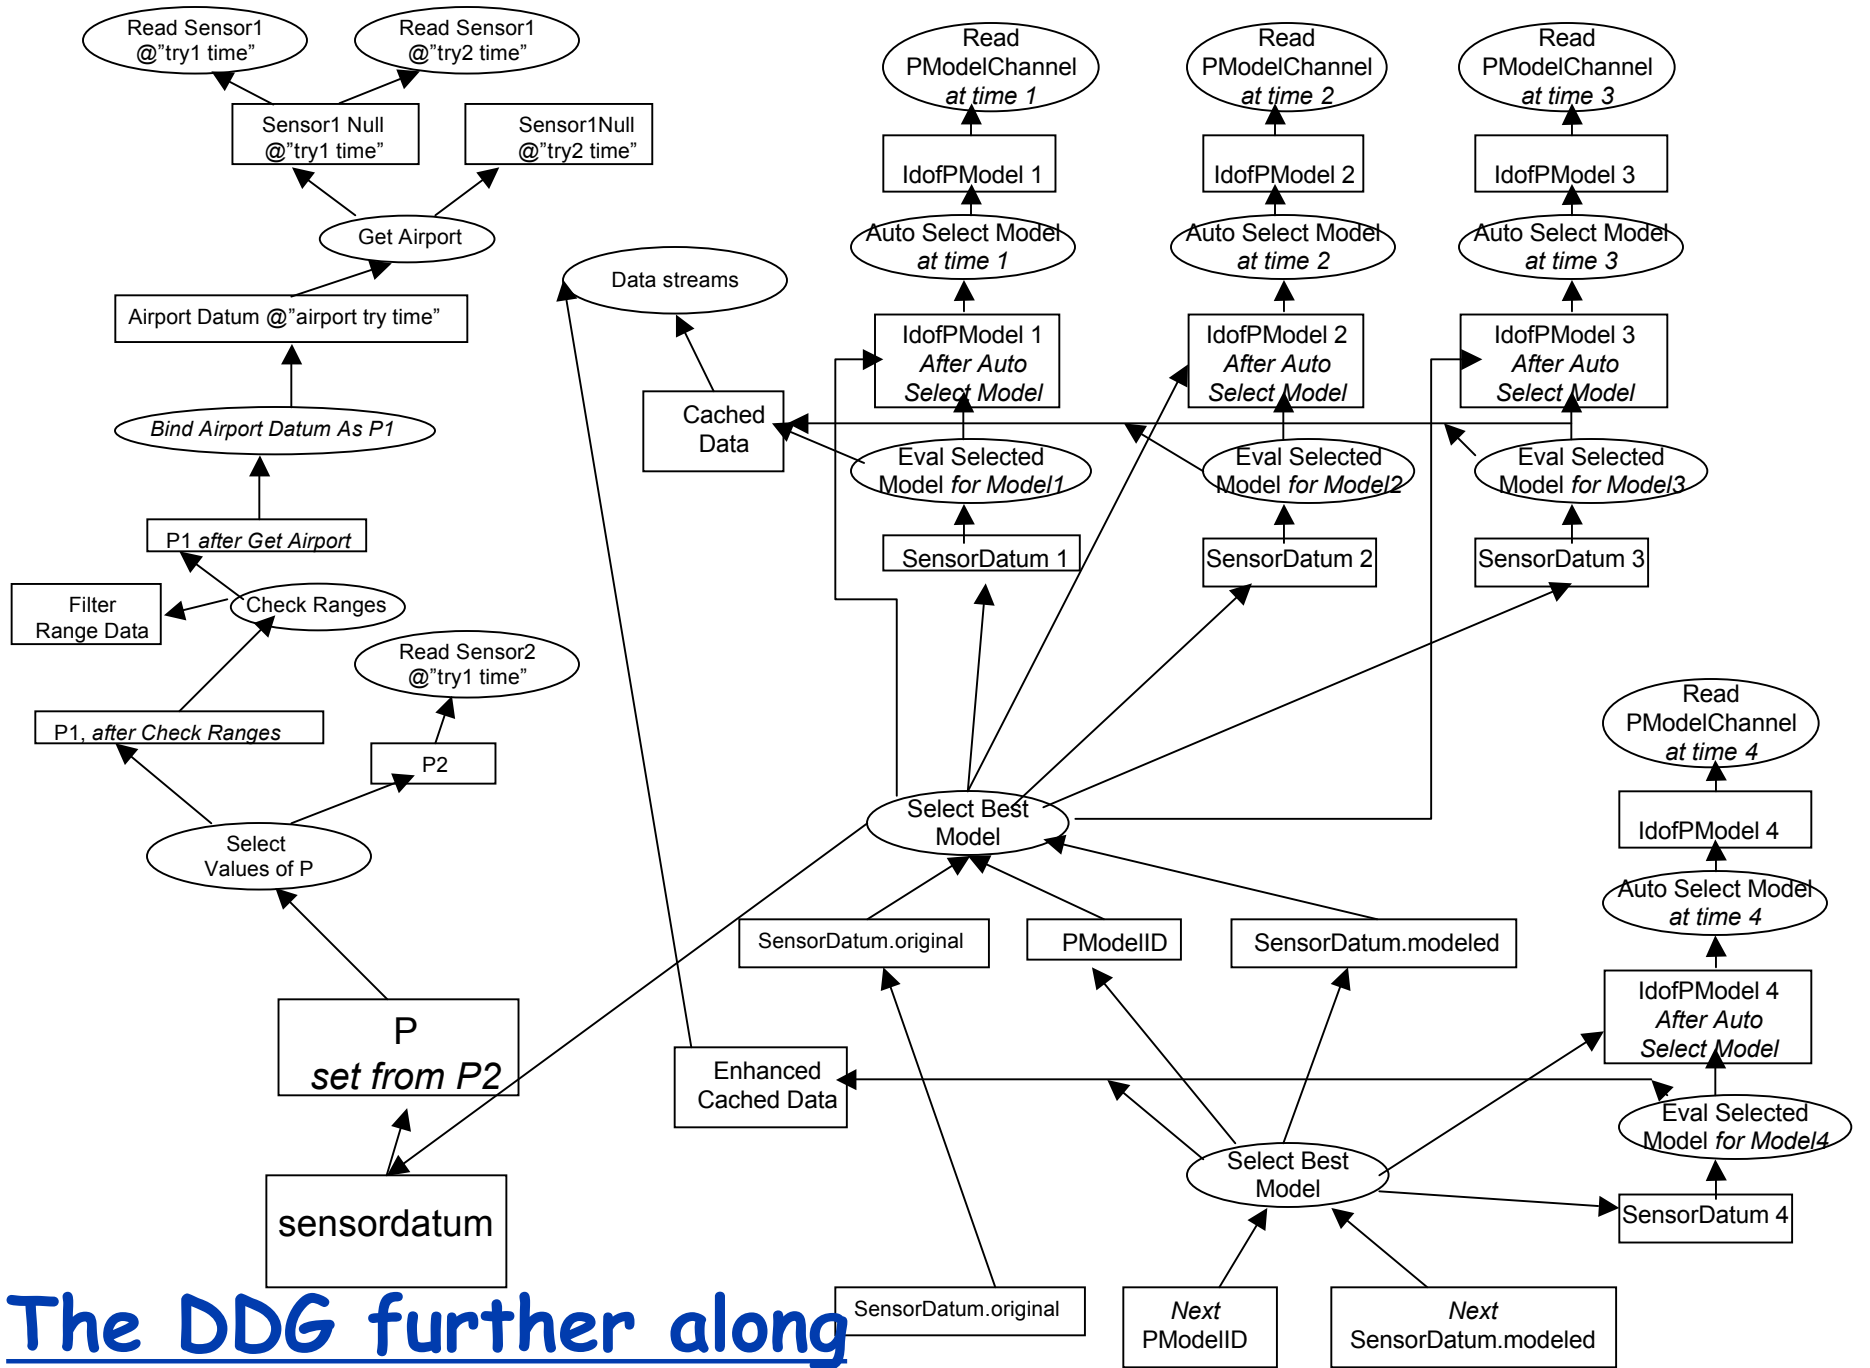 Read Sensor1
@"try1 time"
Read Sensor1
@"try2 time"
Sensor1 Null
@"try1 time"
Sensor1Null
@"try2 time"
Get Airport
Airport Datum @"airport try time"
Bind Airport Datum As P1
P1 after Get Airport
Filter
Range Data
Check Ranges
Read Sensor2
@"try1 time"
P1, after Check Ranges
P2
Select
Values of P
P
set from P2
sensordatum
Data streams
Cached
Data
Read
PModelChannel
at time 1
IdofPModel 1
Auto Select Model
at time 1
IdofPModel 1
After Auto
Select Model
Eval Selected
Model for Model1
SensorDatum 1
Read
PModelChannel
at time 2
IdofPModel 2
Auto Select Model
at time 2
IdofPModel 2
After Auto
Select Model
Eval Selected
Model for Model2
SensorDatum 2
Read
PModelChannel
at time 3
IdofPModel 3
Auto Select Model
at time 3
IdofPModel 3
After Auto
Select Model
Eval Selected
Model for Model3
SensorDatum 3
Select Best
Model
SensorDatum.original
PModelID
SensorDatum.modeled
Enhanced
Cached Data
Read
PModelChannel
at time 4
IdofPModel 4
Auto Select Model
at time 4
IdofPModel 4
After Auto
Select Model
Eval Selected
Model for Model4
SensorDatum 4
Select Best
Model
SensorDatum.original
Next
PModelID
Next
SensorDatum.modeled
The DDG further along